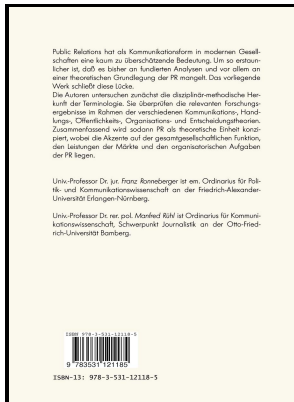 Public Relations hat als Kommunikationsform in modernen Gesell-
schaften eine kaum zu überschätzende Bedeutung. Um so erstaun-
licher ist, daß es bisher an fundierten Analysen und vor allem an
einer theoretischen Grundlegung der PR mangelt. Das vorliegende
Werk schließt diese Lücke.
Die Autoren untersuchen zunächst die disziplinär-methodische Her-
kunft der Terminologie. Sie überprüfen die relevanten Forschungs-
ergebnisse im Rahmen der verschiedenen Kommunikations-, Hand-
lungs-, Öffentlichkeits-, Organisations- und Entscheidungstheorien.
Zusammenfassend wird sodann PR als theoretische Einheit konzi-
piert, wobei die Akzente auf der gesamtgesellschaftlichen Funktion,
den Leistungen der Märkte und den organisatorischen Aufgaben
der PR liegen.
Univ.-Professor Dr. jur. Franz Ronneberger ist em. Ordinarius für Poli-
tik- und Kommunikationswissenschaft an der Friedrich-Alexander-
Universität Erlangen-Nürnberg.
Univ.-Professor Dr. rer. pol. Manfred Rühl ist Ordinarius für Kommuni-
kationswissenschaft, Schwerpunkt Journalistik an der Otto-Fried-
rich-Universität Bamberg.
ISBN 978-3-531-12118-5
9 783531 121185
ISBN-13: 978-3-531-12118-5